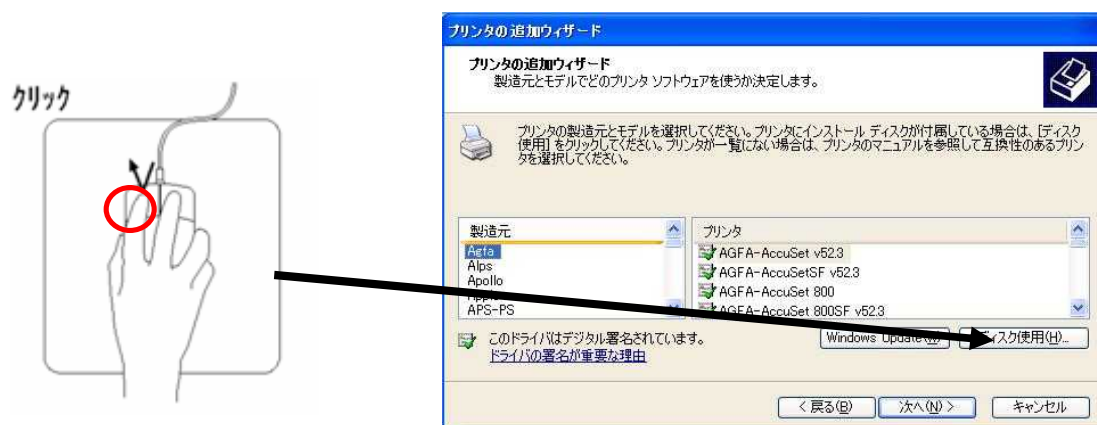 クリック
プリンタの追加ウィザード
プリンタの追加ウィザード
製造元とモデルでどのプリンタ ソフトウェアを使うか決定します。
プリンタの製造元とモデルを選択してください。プリンタにインストール ディスクが付属している場合は、[ディスク
使用] をクリックしてください。プリンタが一覧にない場合は、プリンタのマニュアルを参照して互換性のあるプリン
タを選択してください。
製造元
Agfa
Alps
Apollo
APS-PS
プリンタ
AGFA-AccuSet v52.3
AGFA-AccuSetSF v52.3
AGFA-AccuSet 800
AGFA-AccuSet 800SF v52.3
このドライバはデジタル署名されています。
ドライバの署名が重要な理由
Windows Update(W)
ディスク使用(H)...
< 戻る(B)
次へ(N) >
キャンセル